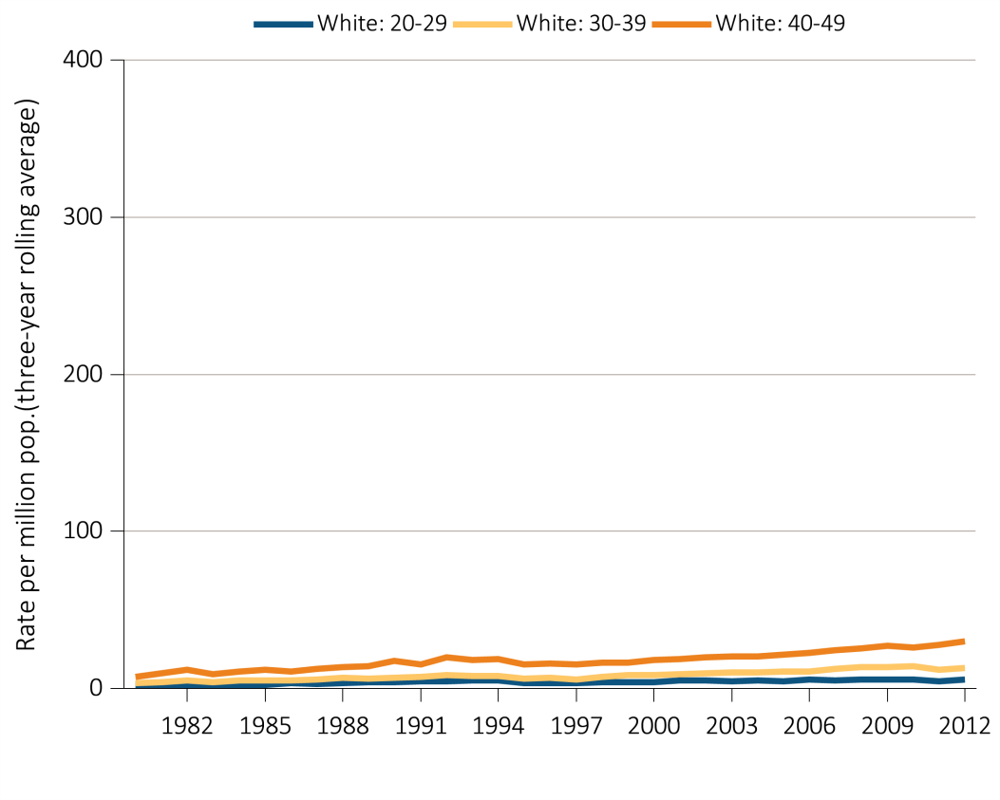 White: 20-29 White: 30-39 White: 40-49
Rate per million pop.(three-year rolling average)
400
300
200
100
0
1982 1985 1988 1991 1994 1997 2000 2003 2006 2009 2012